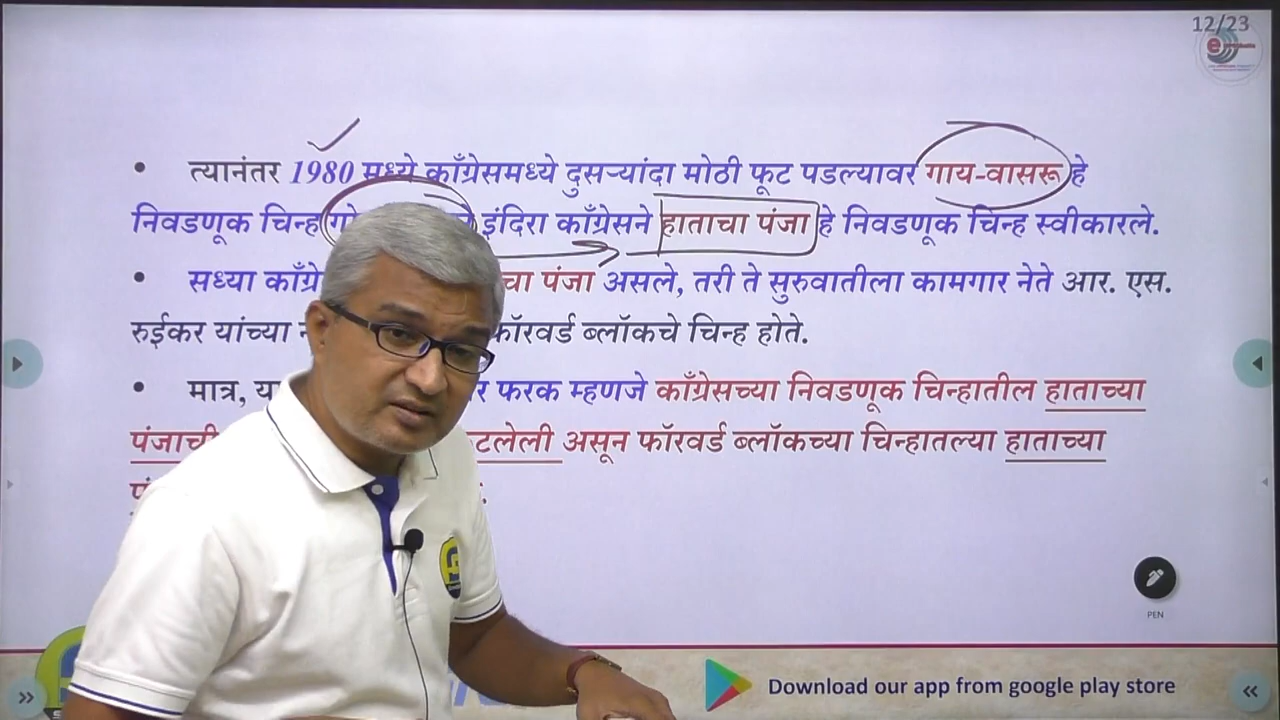 12/23
• त्यानंतर 1980 मध्ये काँग्रेसमध्ये दुसऱ्यांदा मोठी फूट पडल्यावर गाय-वासरू हे
निवडणूक चिन्ह इंदिरा काँग्रेसने हाताचा पंजा हे निवडणूक चिन्ह स्वीकारले.
• सध्या पंजा असले, तरी ते सुरुवातीला कामगार नेते आर. एस.
रुईकर यांच्या फॉरवर्ड ब्लॉकचे चिन्ह होते.
• मात्र, फरक म्हणजे काँग्रेसच्या निवडणूक चिन्हातील हाताच्या
असून फॉरवर्ड ब्लॉकच्या चिन्हातल्या हाताच्या
PEN
Download our app from google play store